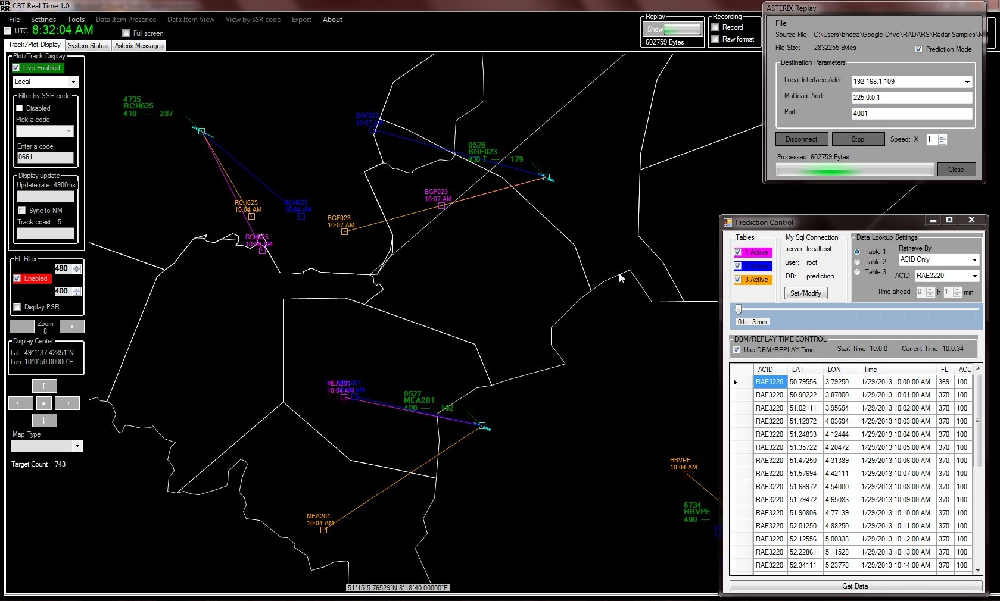 CBT Real Time 1.0
File Settings Tools Data Item Presence Data Item View View by SSR code Export About
UTC 8:32:04 AM Full screen
Track/Plot Display System Status Asterix Messages
Replay
Show
602759 Bytes
Recording
Record
Raw format
Plot/Track Display
Live Enabled
Local
Filter by SSR code
Disabled
Pick a code
Enter a code
0661
Display update
Update rate: 4900ms
Sync to NM
Track coast: 5
FL Filter
480
Enabled
400
Display PSR
- Zoom +
8
Display Center
Lat: 49°1'37.42851"N
Lon: 10°0'50.00000"E
↑
← • →
↓
Map Type
Target Count: 743
4735
RCH625
410 --- 287
BGF023
10:07 AM
0526
BGF023
430 ↑ --- 179
RCH625
10:04 AM
RCH625
10:04 AM
RCH625
10:04 AM
BGF023
10:07 AM
BGF023
10:07 AM
MEA201
10:04 AM
0527
MEA201
400 --- 192
MEA201
10:04 AM
HBVPE
10:04 AM
6734
HBVPE
400 ---
51°15'5.76529"N 8°18'40.00000"E
ASTERIX Replay
File
Source File: C:\Users\bhdca\Google Drive\RADARS\Radar Samples\M
File Size: 2832255 Bytes
Prediction Mode
Destination Parameters
Local Interface Addr: 192.168.1.109
Multicast Addr: 225.0.0.1
Port: 4001
Disconnect Stop Speed: X 1
Processed: 602759 Bytes
Close
Prediction Control
Tables
1 Active
2 Active
3 Active
My Sql Connection
server: localhost
user: root
DB: prediction
Set/Modify
Data Lookup Settings
Table 1
Table 2
Table 3
Retrieve By
ACID Only
ACID RAE3220
Time ahead 0 h 1 min
0 h : 3 min
DBM/REPLAY TIME CONTROL
Use DBM/REPLAY Time Start Time: 10:0:0 Current Time: 10:0:34
ACID LAT LON Time FL ACU
RAE3220 50.79556 3.79250 1/29/2013 10:00:00 AM 369 100
RAE3220 50.90222 3.87000 1/29/2013 10:01:00 AM 370 100
RAE3220 51.02111 3.95694 1/29/2013 10:02:00 AM 370 100
RAE3220 51.12972 4.03694 1/29/2013 10:03:00 AM 370 100
RAE3220 51.24833 4.12444 1/29/2013 10:04:00 AM 370 100
RAE3220 51.35722 4.20472 1/29/2013 10:05:00 AM 370 100
RAE3220 51.47250 4.31389 1/29/2013 10:06:00 AM 370 100
RAE3220 51.57694 4.42111 1/29/2013 10:07:00 AM 370 100
RAE3220 51.68972 4.54000 1/29/2013 10:08:00 AM 370 100
RAE3220 51.79472 4.65083 1/29/2013 10:09:00 AM 370 100
RAE3220 51.90806 4.77139 1/29/2013 10:10:00 AM 370 100
RAE3220 52.01250 4.88250 1/29/2013 10:11:00 AM 370 100
RAE3220 52.12556 5.00333 1/29/2013 10:12:00 AM 370 100
RAE3220 52.22861 5.11528 1/29/2013 10:13:00 AM 370 100
RAE3220 52.34111 5.23778 1/29/2013 10:14:00 AM 370 100
Get Data